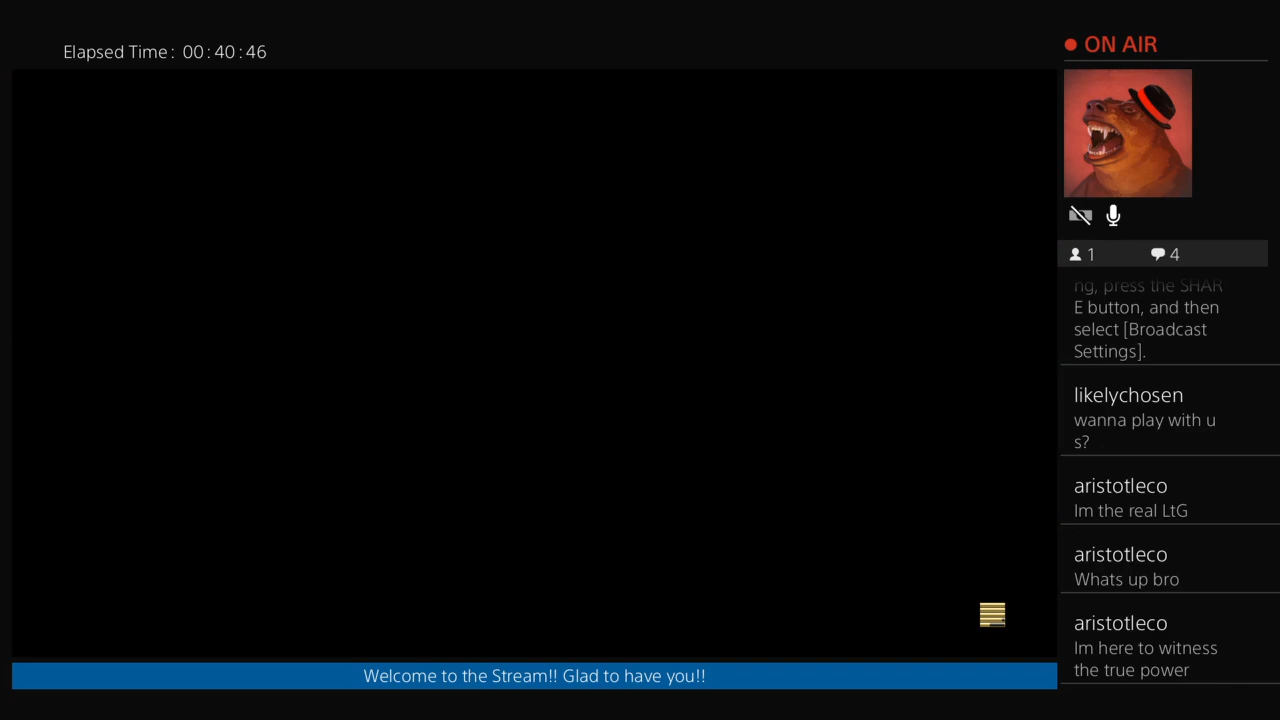 Elapsed Time: 00:40:46
ON AIR
1
4
ng, press the SHAR
E button, and then
select [Broadcast
Settings].
likelychosen
wanna play with u
s?
aristotleco
Im the real LtG
aristotleco
Whats up bro
aristotleco
Im here to witness
the true power
Welcome to the Stream!! Glad to have you!!